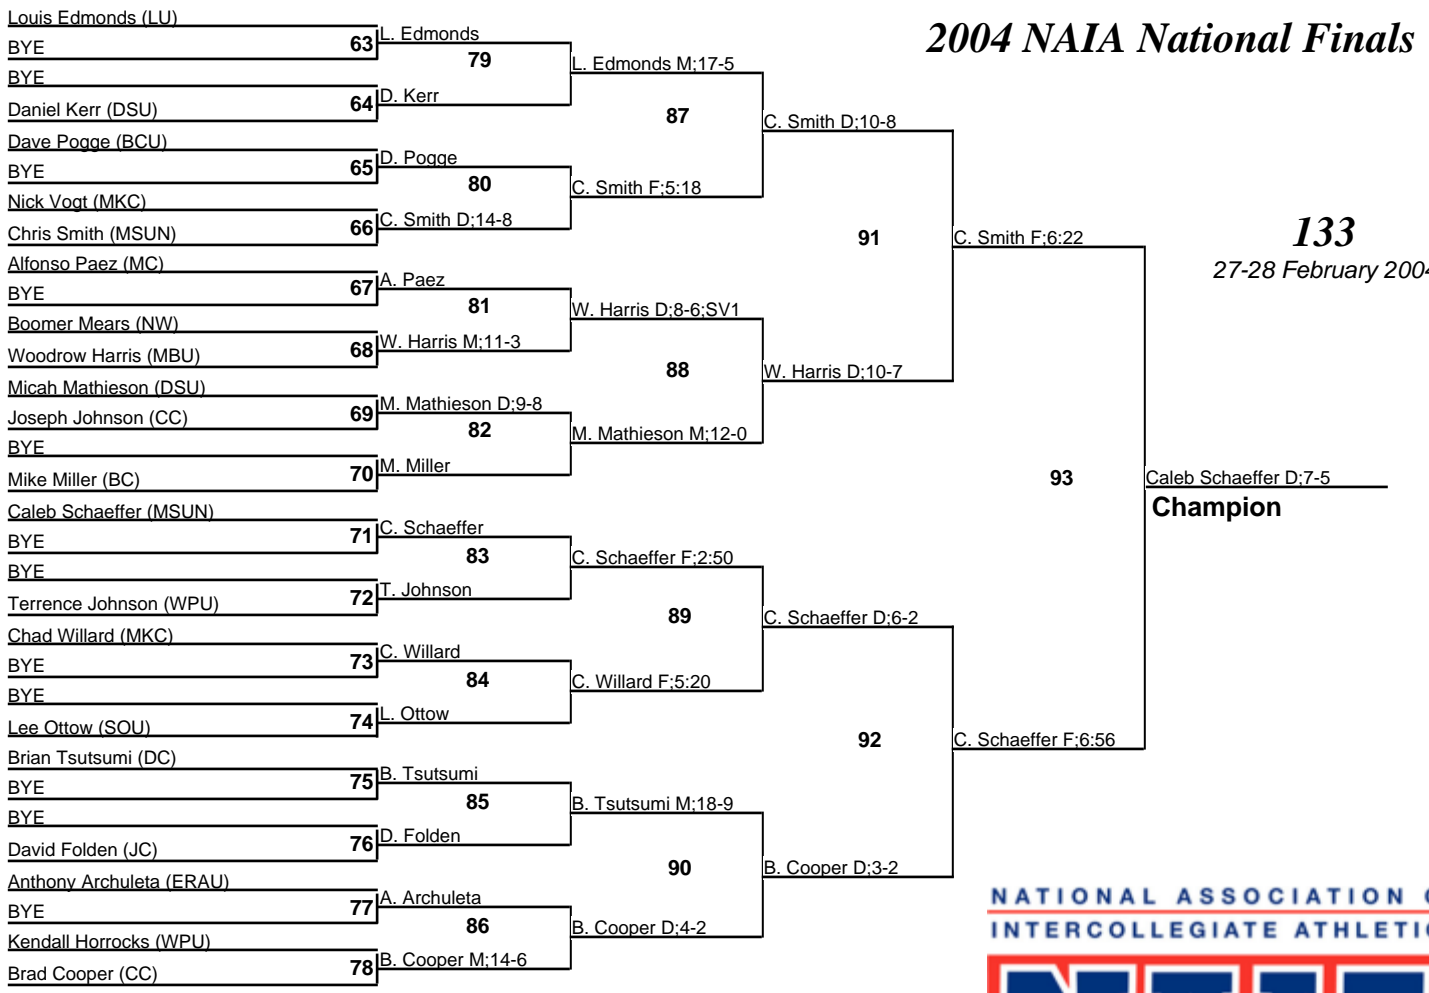 2004 NAIA National Finals
133
27-28 February 2004
Louis Edmonds (LU)
BYE
63
BYE
Daniel Kerr (DSU)
64
Dave Pogge (BCU)
BYE
65
Nick Vogt (MKC)
Chris Smith (MSUN)
66
Alfonso Paez (MC)
BYE
67
Boomer Mears (NW)
Woodrow Harris (MBU)
68
Micah Mathieson (DSU)
Joseph Johnson (CC)
69
BYE
Mike Miller (BC)
70
Caleb Schaeffer (MSUN)
BYE
71
BYE
Terrence Johnson (WPU)
72
Chad Willard (MKC)
BYE
73
BYE
Lee Ottow (SOU)
74
Brian Tsutsumi (DC)
BYE
75
BYE
David Folden (JC)
76
Anthony Archuleta (ERAU)
BYE
77
Kendall Horrocks (WPU)
Brad Cooper (CC)
78
L. Edmonds
79
D. Kerr
D. Pogge
80
C. Smith D;14-8
A. Paez
81
W. Harris M;11-3
M. Mathieson D;9-8
82
M. Miller
C. Schaeffer
83
T. Johnson
C. Willard
84
L. Ottow
B. Tsutsumi
85
D. Folden
A. Archuleta
86
B. Cooper M;14-6
L. Edmonds M;17-5
87
C. Smith F;5:18
W. Harris D;8-6;SV1
88
M. Mathieson M;12-0
C. Schaeffer F;2:50
89
C. Willard F;5:20
B. Tsutsumi M;18-9
90
B. Cooper D;4-2
C. Smith D;10-8
91
W. Harris D;10-7
C. Schaeffer D;6-2
92
B. Cooper D;3-2
C. Smith F;6:22
93
C. Schaeffer F;6:56
Caleb Schaeffer D;7-5
Champion
NATIONAL ASSOCIATION
INTERCOLLEGIATE ATHLETIC